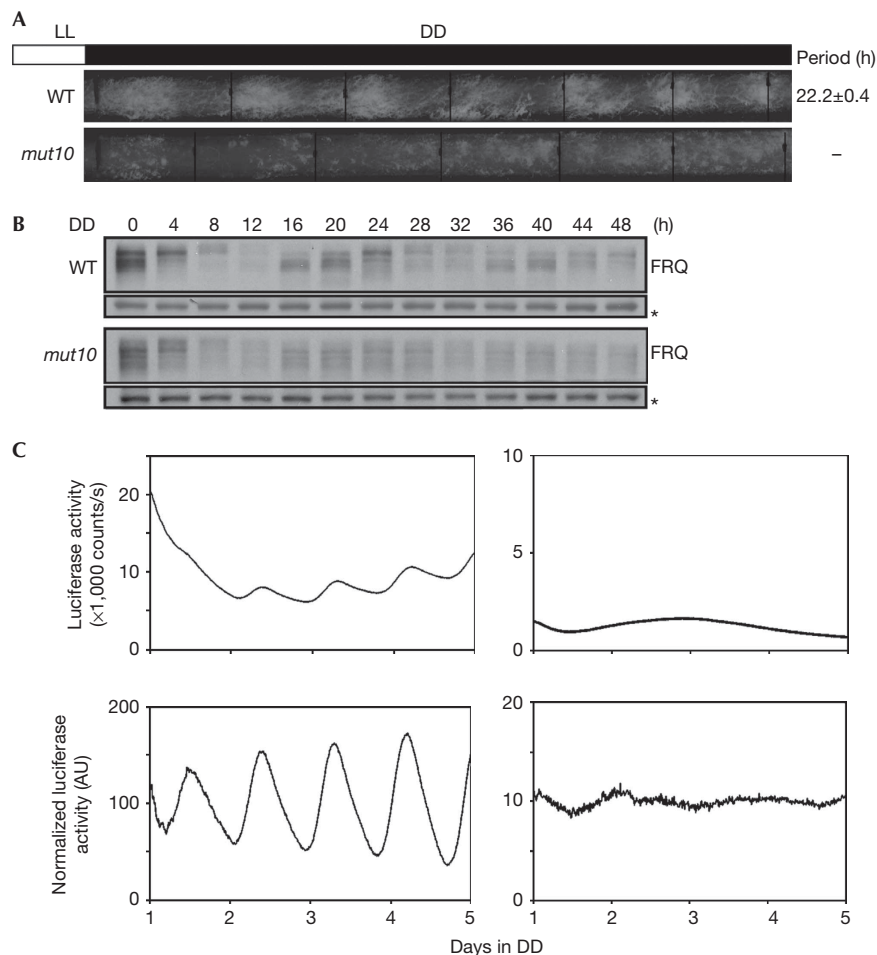 A
LL DD
Period (h)
WT 22.2±0.4
mut10 –
B
DD 0 4 8 12 16 20 24 28 32 36 40 44 48 (h)
WT FRQ
*
mut10 FRQ
*
C
Luciferase activity
(×1,000 counts/s)
20
10
0
10
5
0
Normalized luciferase
activity (AU)
200
100
0
20
10
0
1 2 3 4 5 1 2 3 4 5
Days in DD